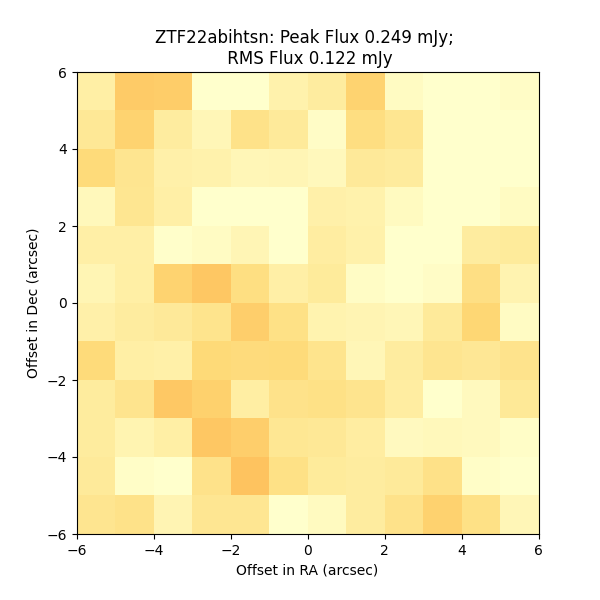 ZTF22abihtsn: Peak Flux 0.249 mJy;
RMS Flux 0.122 mJy
6
4
2
0
−2
−4
−6
Offset in Dec (arcsec)
−6 −4 −2 0 2 4 6
Offset in RA (arcsec)